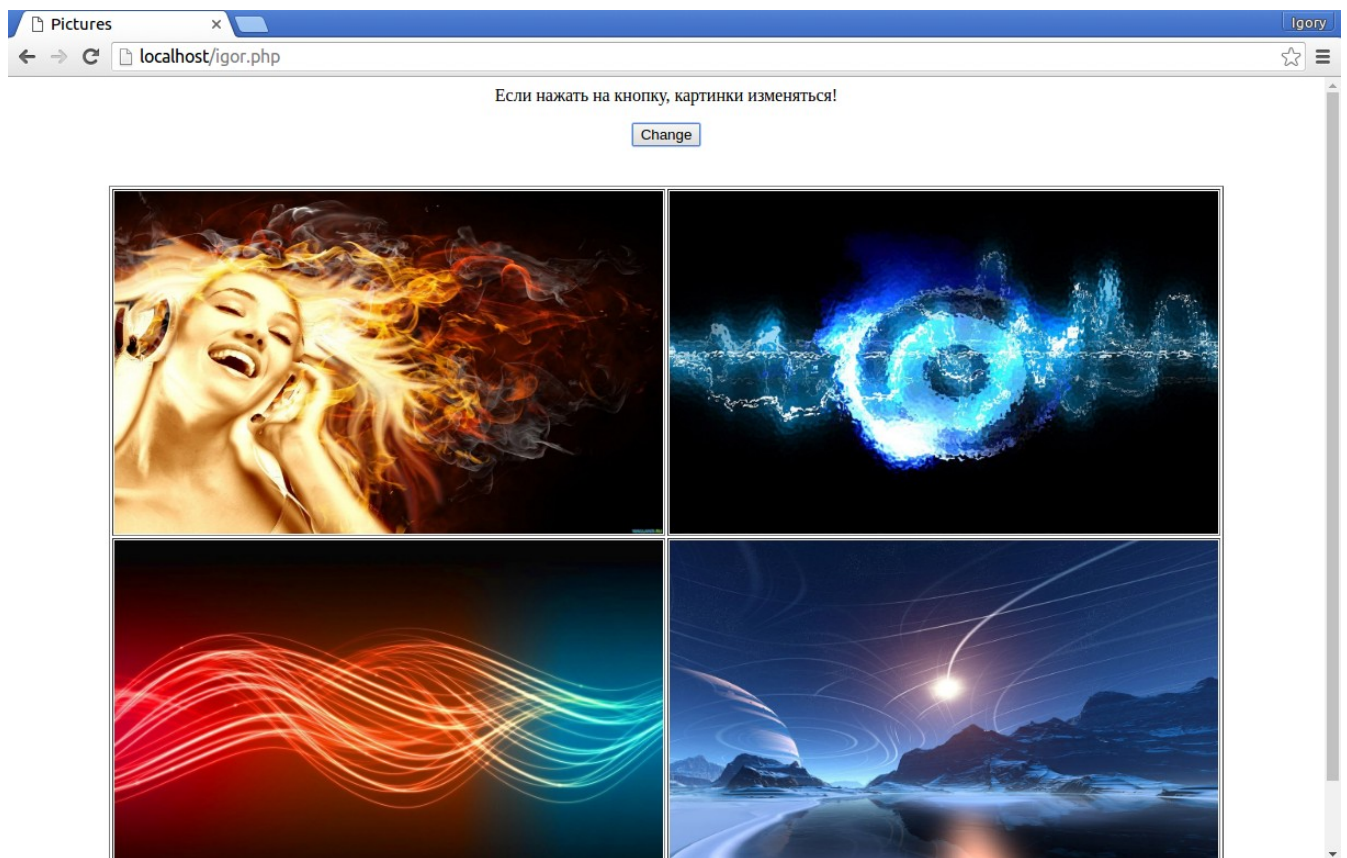 Pictures
Igory
localhost/igor.php
Если нажать на кнопку, картинки изменяться!
Change